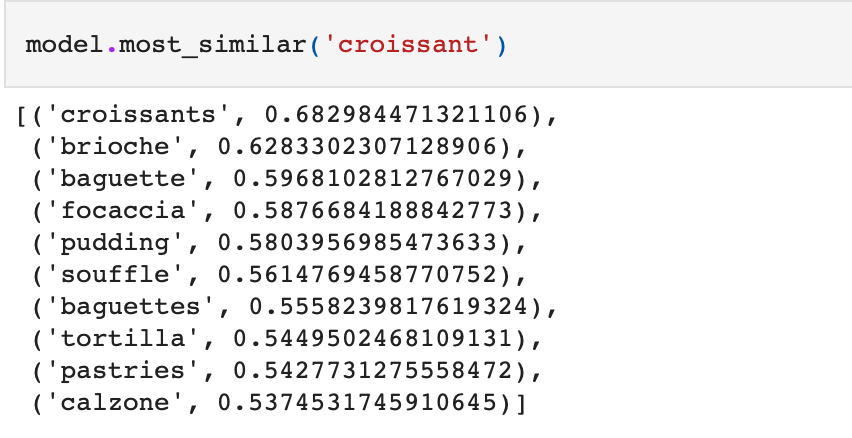 model.most_similar('croissant')
[('croissants', 0.682984471321106),
('brioche', 0.6283302307128906),
('baguette', 0.5968102812767029),
('focaccia', 0.5876684188842773),
('pudding', 0.5803956985473633),
('souffle', 0.5614769458770752),
('baguettes', 0.5558239817619324),
('tortilla', 0.5449502468109131),
('pastries', 0.5427731275558472),
('calzone', 0.5374531745910645)]